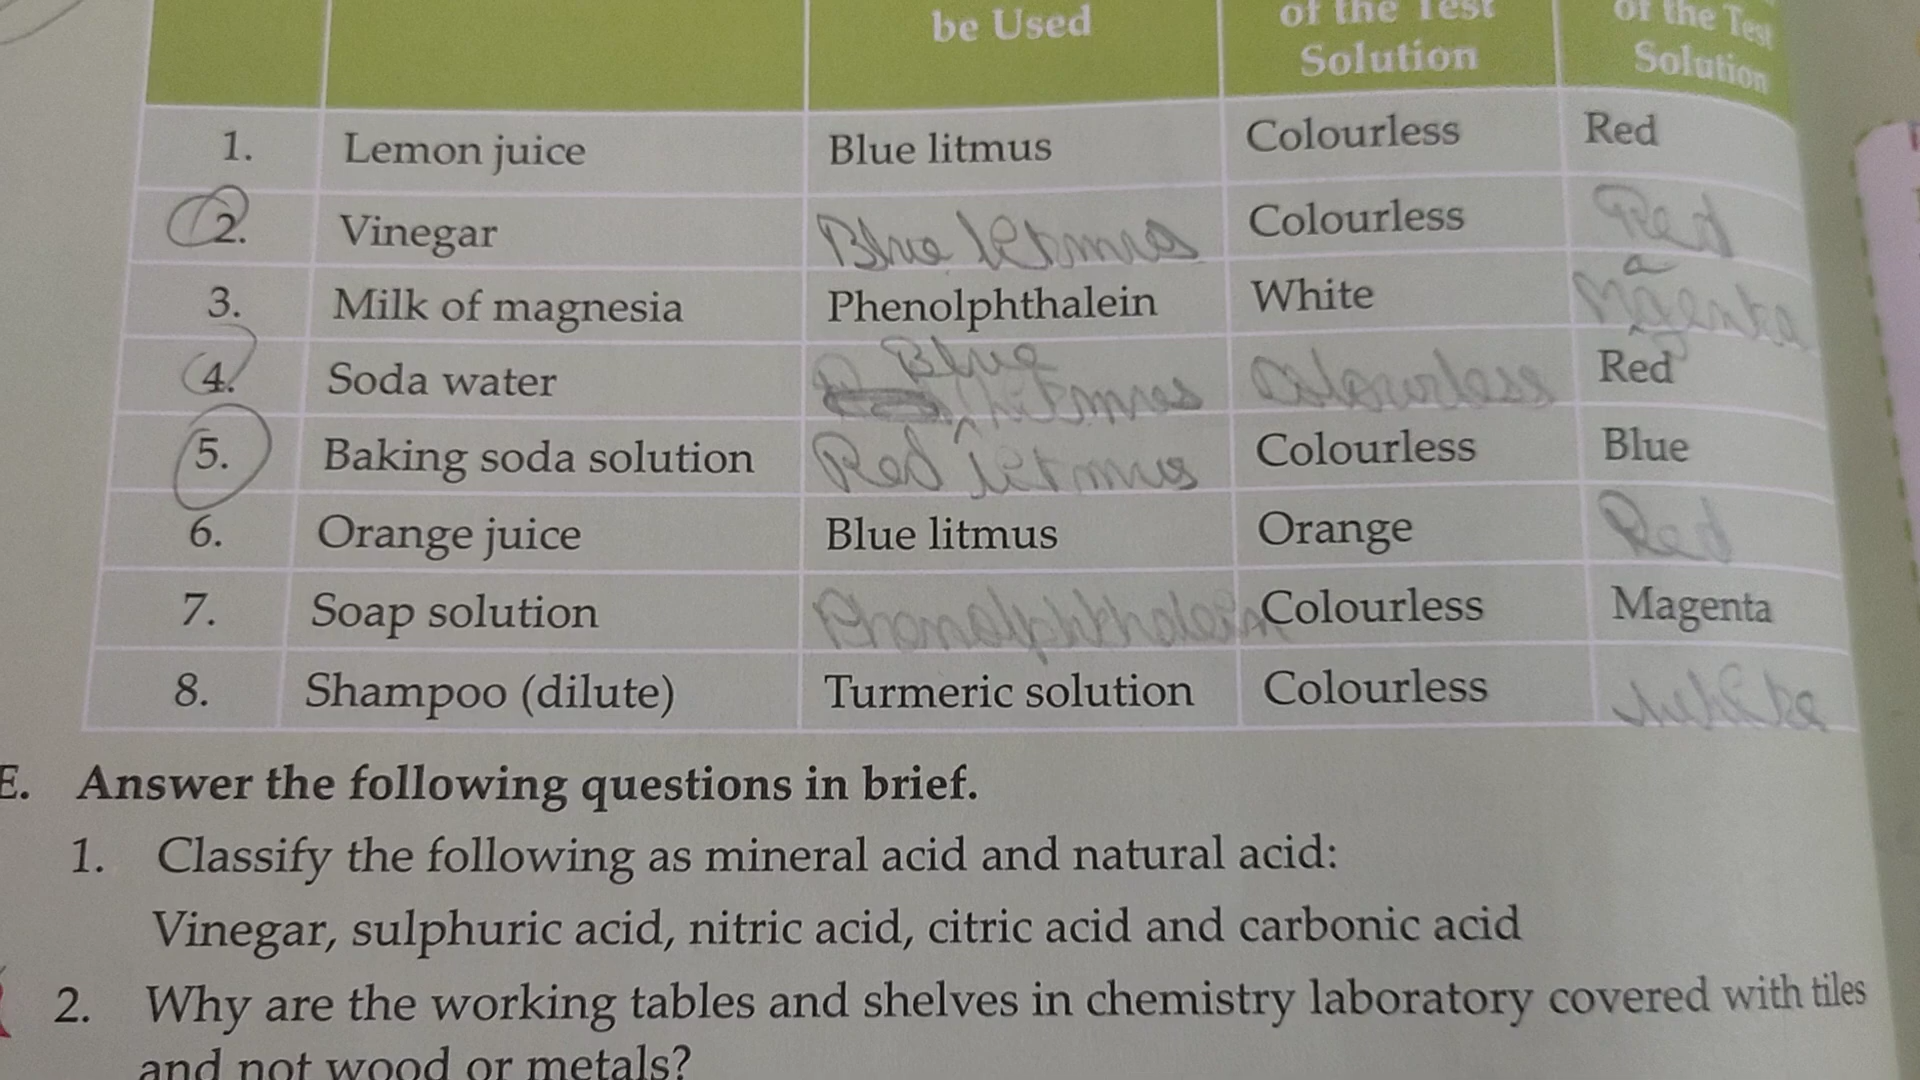 be Used
of the Test
Solution
of the Test
Solution
1. Lemon juice Blue litmus Colourless Red
2. Vinegar Blue letmus Colourless Red
3. Milk of magnesia Phenolphthalein White Magenta
4. Soda water Blue litmus Colourless Red
5. Baking soda solution Red litmus Colourless Blue
6. Orange juice Blue litmus Orange Red
7. Soap solution Colourless Magenta
8. Shampoo (dilute) Turmeric solution Colourless
E. Answer the following questions in brief.
1. Classify the following as mineral acid and natural acid:
Vinegar, sulphuric acid, nitric acid, citric acid and carbonic acid
2. Why are the working tables and shelves in chemistry laboratory covered with tiles
and not wood or metals?